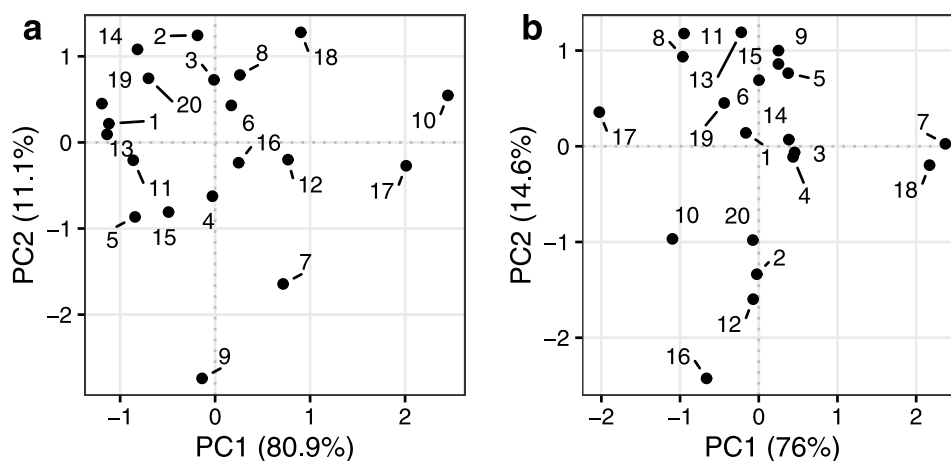 a
14 2 8
3 18
19
20 10
1 6
16
13
11 12 17
4
5 15
7
9
1
0
−1
−2
−1 0 1 2
PC2 (11.1%)
PC1 (80.9%)
b
8 11 15 9
13 5
6
17 19 14 7
1 3
4 18
10 20
2
12
16
1
0
−1
−2
−2 −1 0 1 2
PC2 (14.6%)
PC1 (76%)